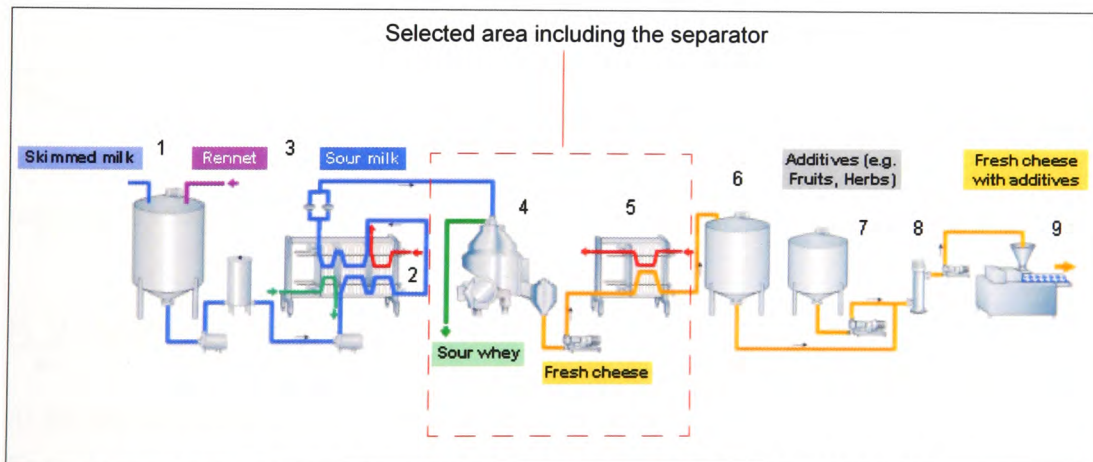 Selected area including the separator
Skimmed milk
1
Rennet
3
Sour milk
4
5
6
Additives (e.g.
Fruits, Herbs)
7
8
Fresh cheese
with additives
9
2
Sour whey
Fresh cheese